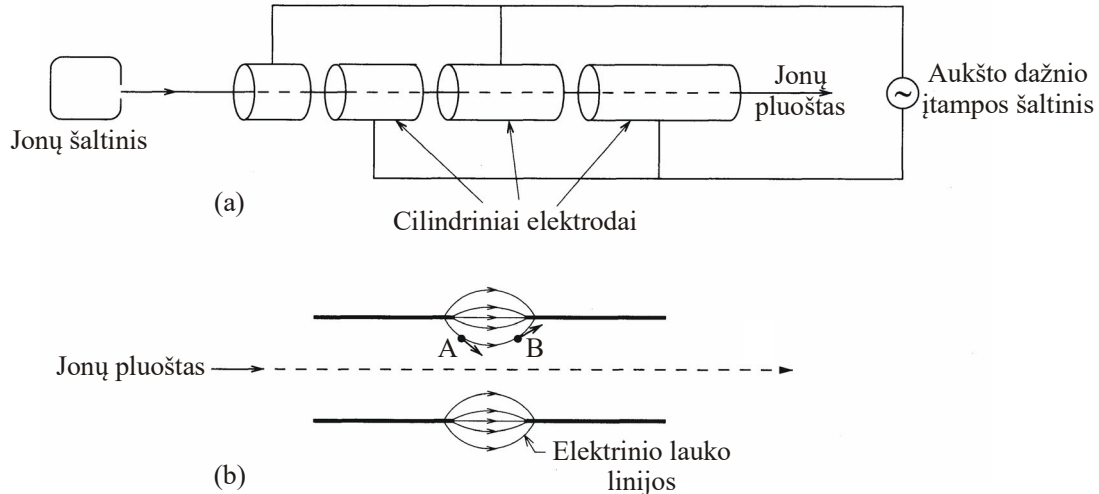 Jonų šaltinis
Jonų
pluoštas
~
Aukšto dažnio
įtampos šaltinis
Cilindriniai elektrodai
(a)
A
B
Jonų pluoštas
Elektrinio lauko
linijos
(b)